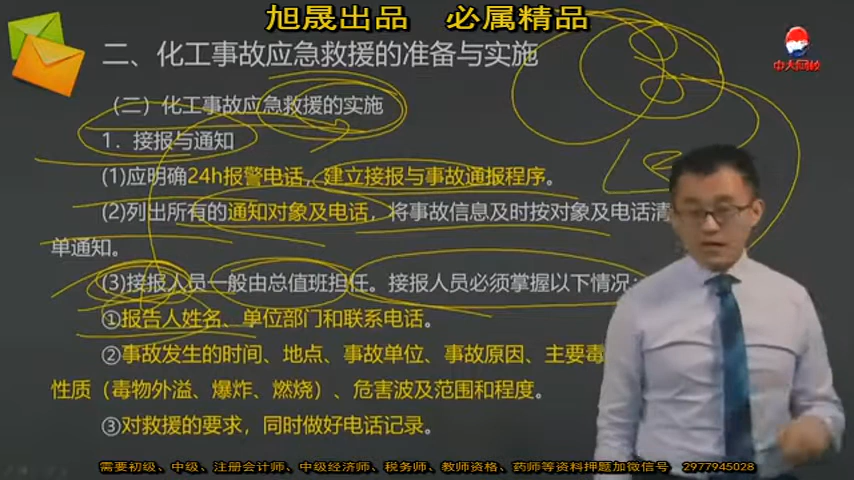 旭晟出品 必属精品
二、化工事故应急救援的准备与实施
中大网校
（二）化工事故应急救援的实施
1．接报与通知
(1)应明确24h报警电话，建立接报与事故通报程序。
(2)列出所有的通知对象及电话，将事故信息及时按对象及电话清
单通知。
(3)接报人员一般由总值班担任。接报人员必须掌握以下情况：
①报告人姓名、单位部门和联系电话。
②事故发生的时间、地点、事故单位、事故原因、主要毒
性质（毒物外溢、爆炸、燃烧）、危害波及范围和程度。
③对救援的要求，同时做好电话记录。
需要初级、中级、注册会计师、中级经济师、税务师、教师资格、药师等资料押题加微信号 2977945028